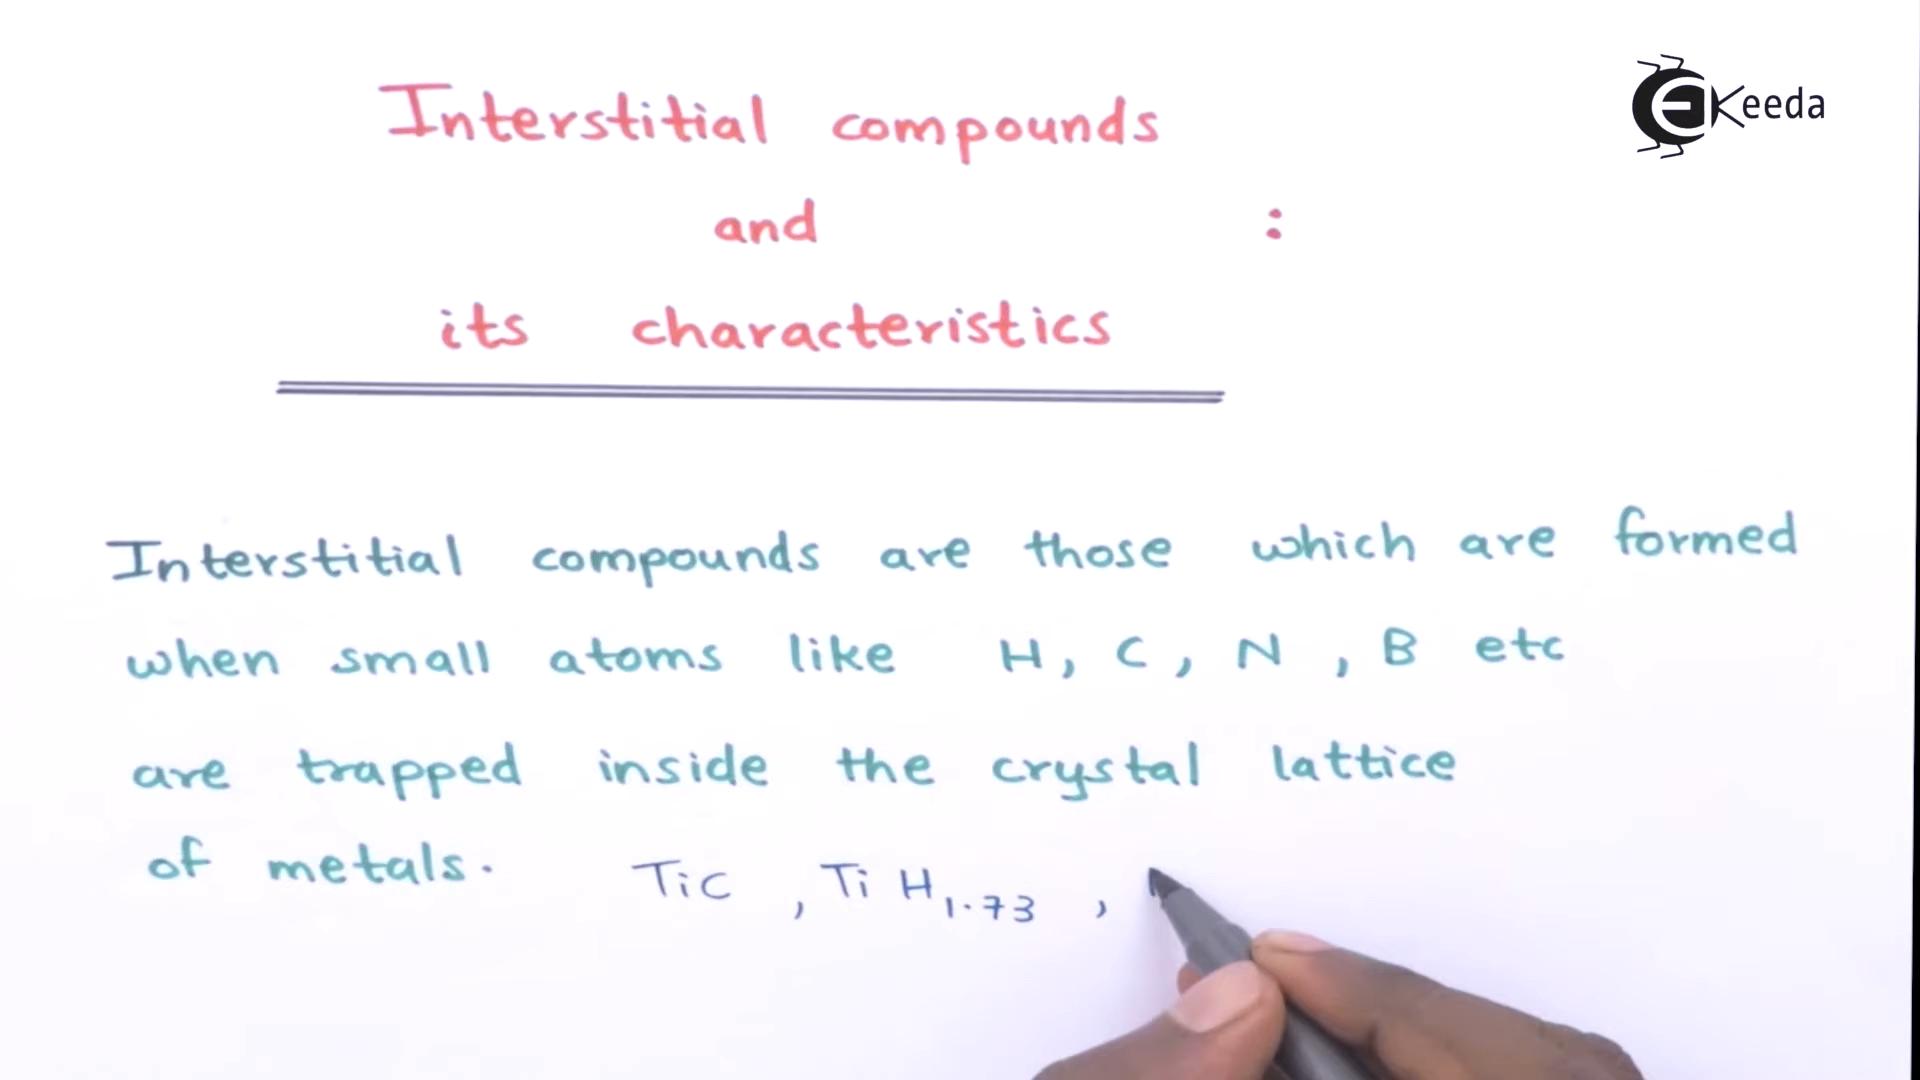 Interstitial compounds
Keeda
and :
its characteristics
Interstitial compounds are those which are formed
when small atoms like H, C, N, B etc
are trapped inside the crystal lattice
of metals. TiC, TiH1.73,